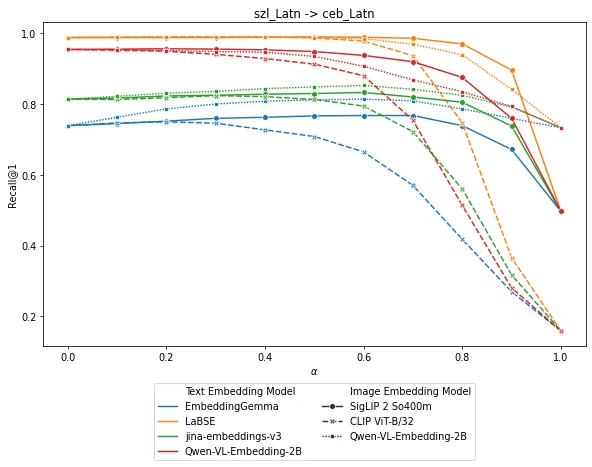 szl_Latn -> ceb_Latn
1.0
0.8
0.6
0.4
0.2
Recall@1
0.0 0.2 0.4 0.6 0.8 1.0
α
Text Embedding Model Image Embedding Model
EmbeddingGemma SigLIP 2 So400m
LaBSE CLIP ViT-B/32
jina-embeddings-v3 Qwen-VL-Embedding-2B
Qwen-VL-Embedding-2B